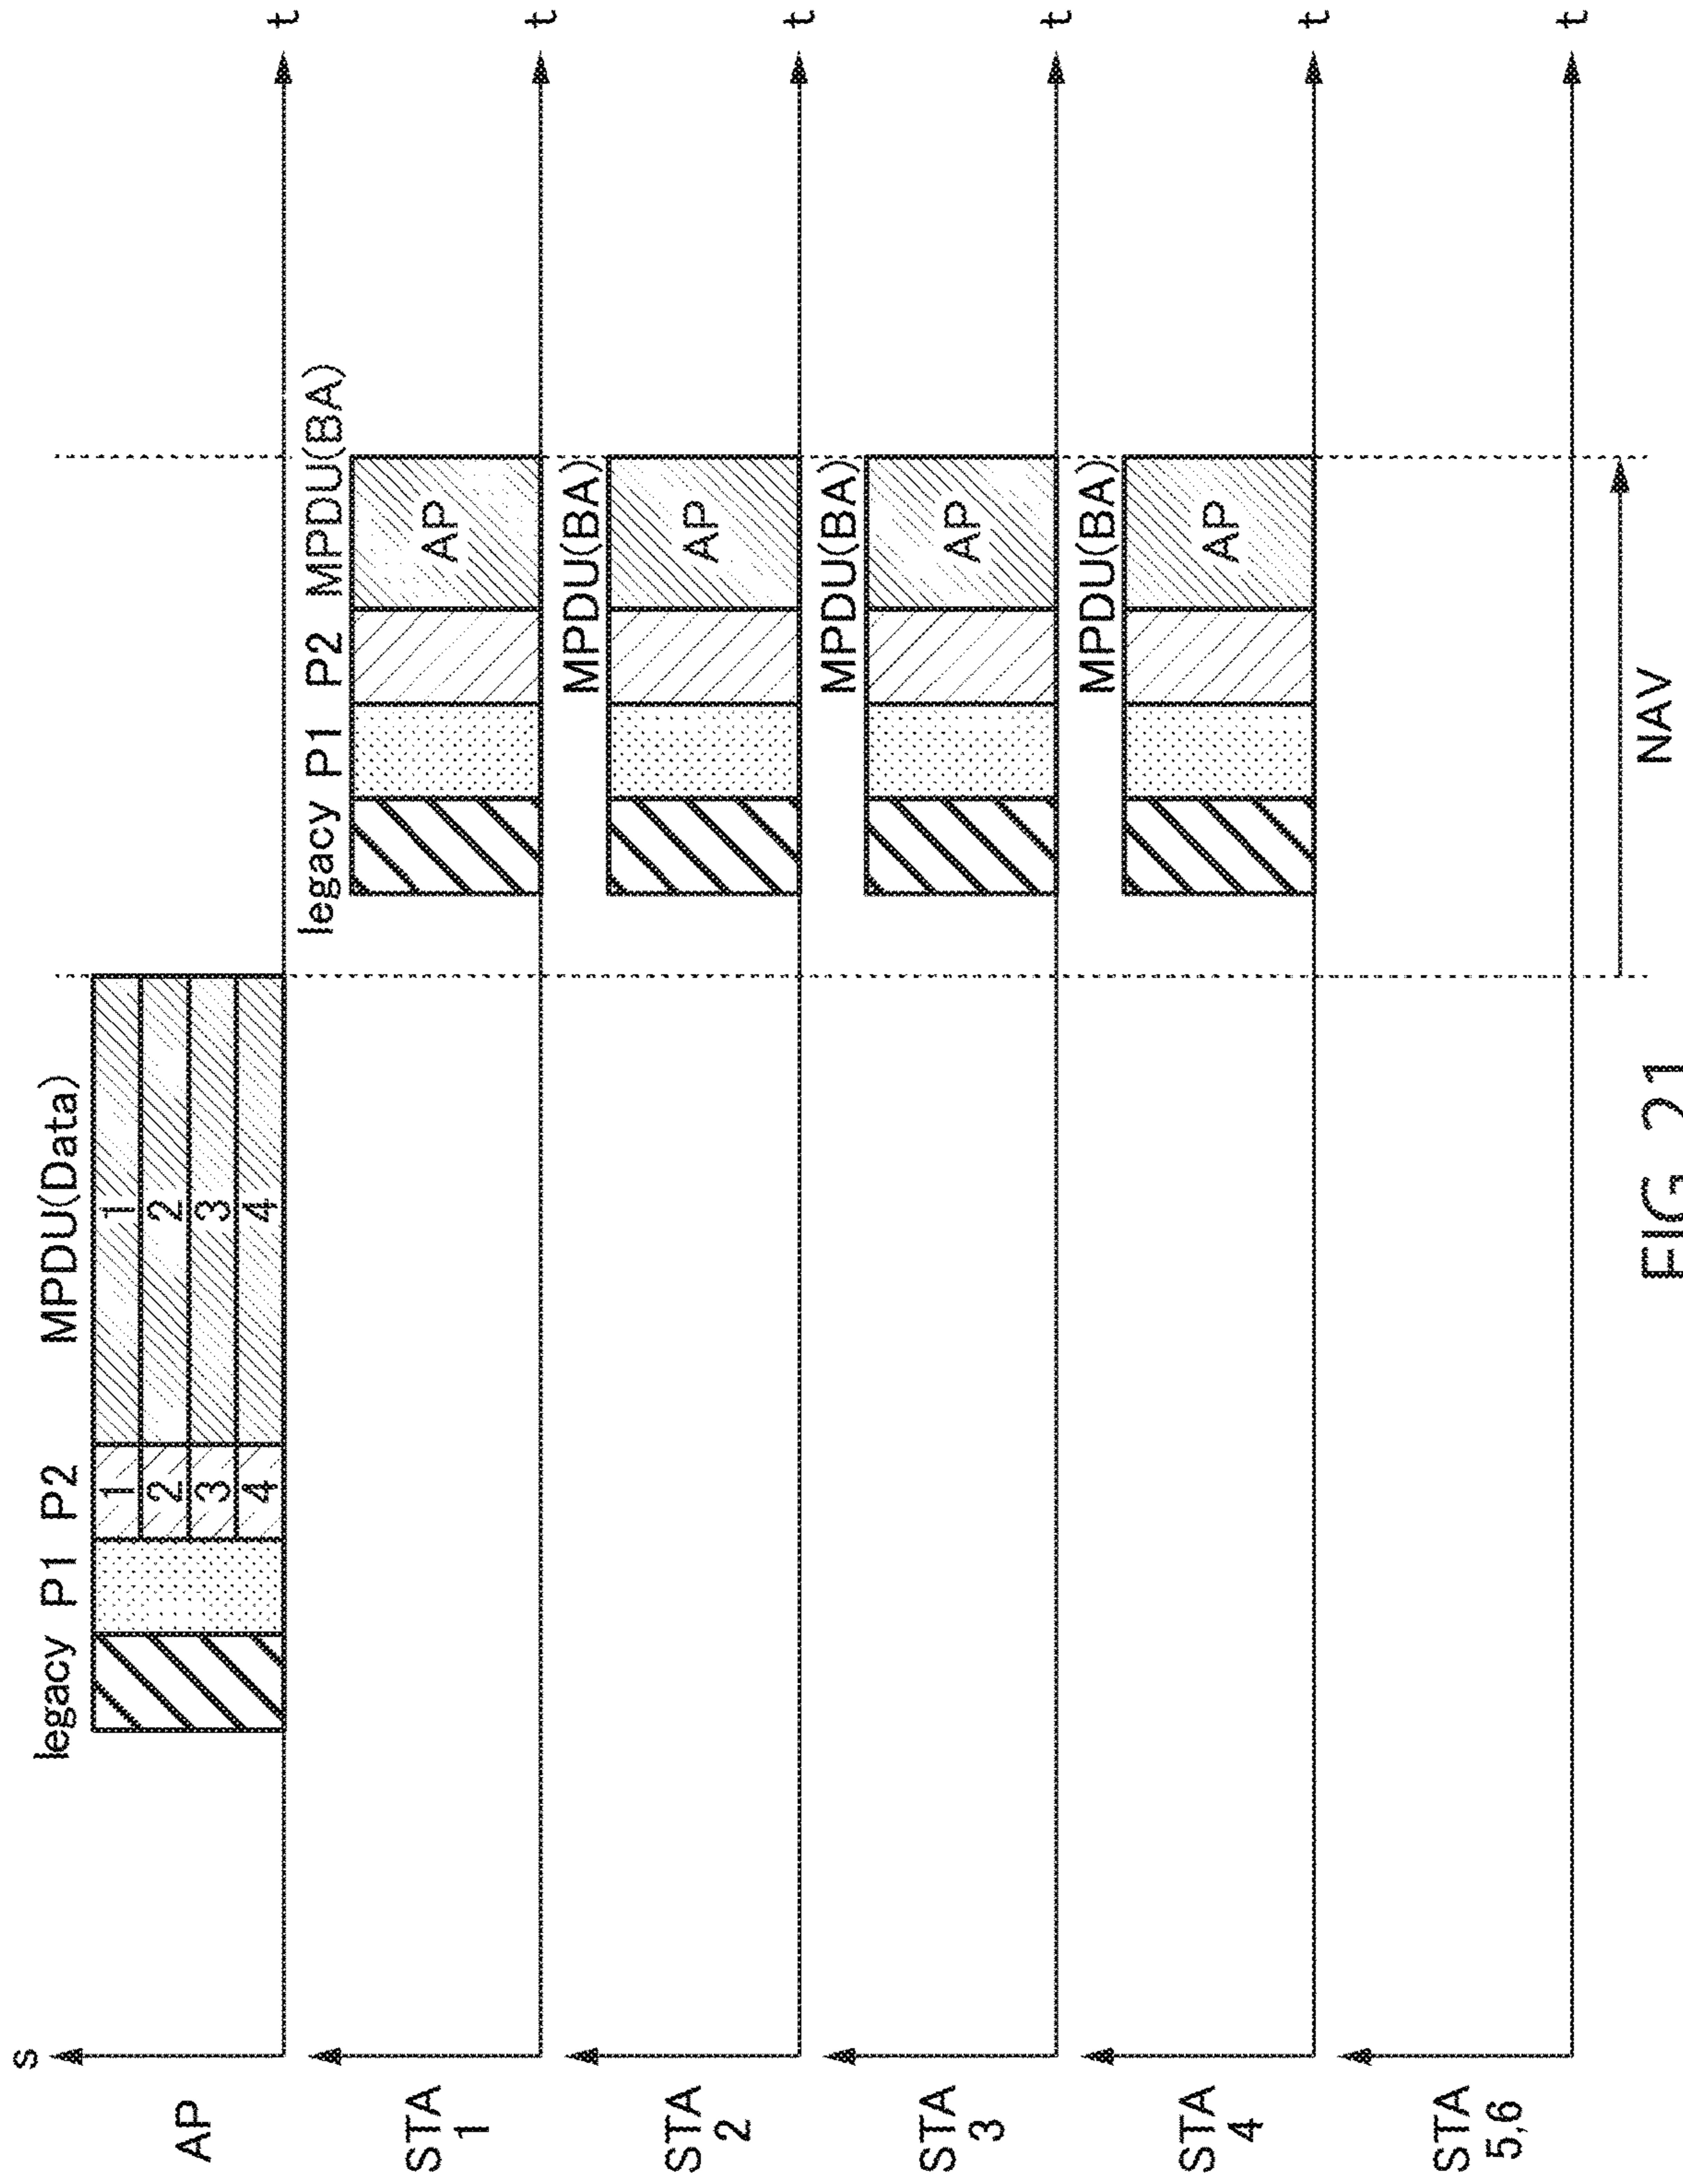 s
legacy P1 P2 MPDU(Data)
1 1
2 2
3 3
4 4
AP
t
legacy P1 P2 MPDU(BA)
AP
STA
1
t
MPDU(BA)
AP
STA
2
t
MPDU(BA)
AP
STA
3
t
MPDU(BA)
AP
STA
4
t
STA
5,6
t
NAV
FIG. 21